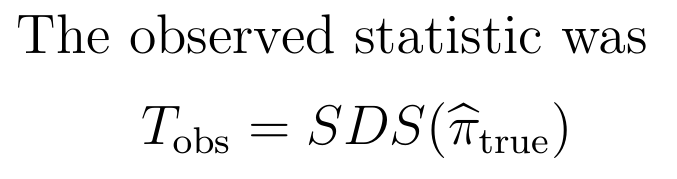 The observed statistic was
T_obs = SDS(π̂_true)